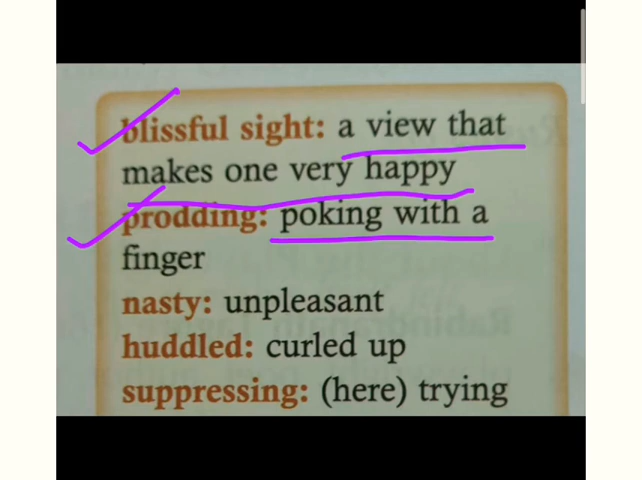 blissful sight: a view that
makes one very happy
prodding: poking with a
finger
nasty: unpleasant
huddled: curled up
suppressing: (here) trying